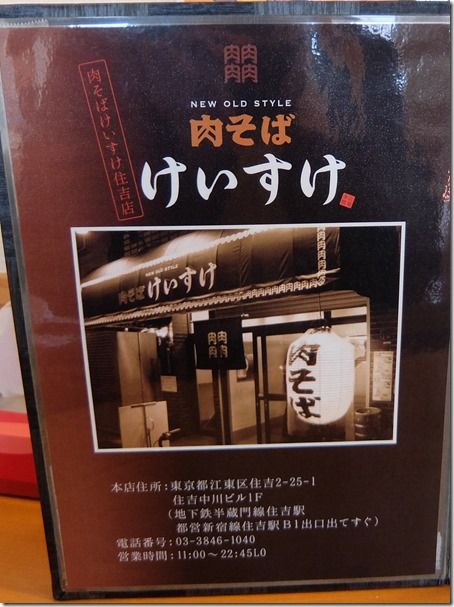 肉肉
肉肉
NEW OLD STYLE
肉そば
けいすけ
肉そばけいすけ住吉店
NEW OLD STYLE
肉そばけいすけ
肉肉
肉肉
肉そば
本店住所：東京都江東区住吉2-25-1
住吉中川ビル1F
（地下鉄半蔵門線住吉駅
都営新宿線住吉駅B1出口出てすぐ）
電話番号：03-3846-1040
営業時間：11:00～22:45LO